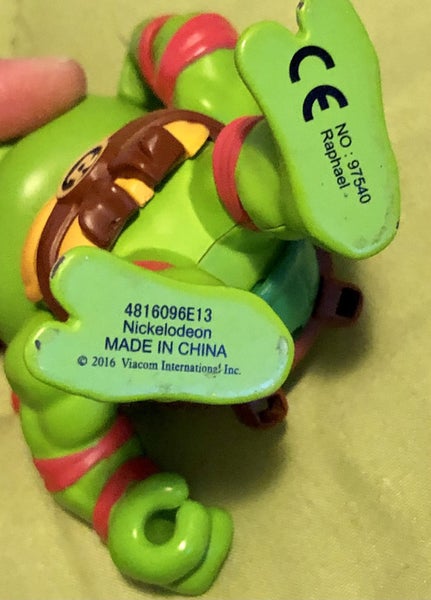 CE
NO: 97540
Raphael
4816096E13
Nickelodeon
MADE IN CHINA
© 2016 Viacom International Inc.